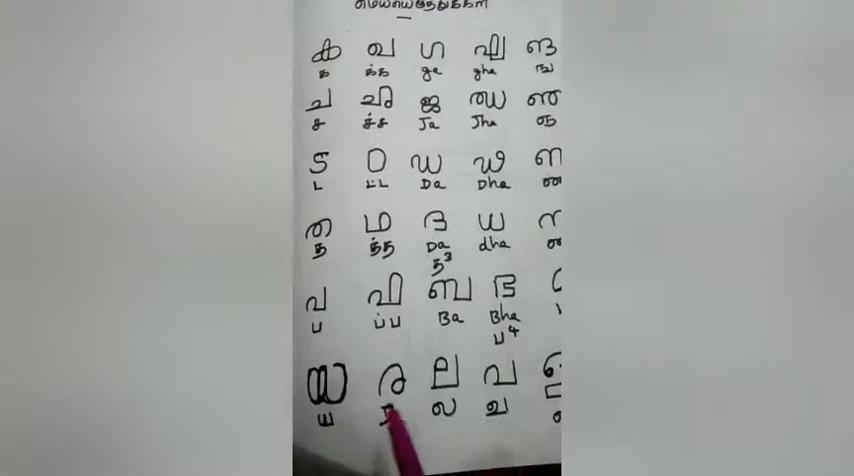 மெய்யெழுத்துக்கள்
ക ഖ ഗ ഘ ങ
க க்க ga gha ங
ച ഛ ജ ഝ ഞ
ச ச்ச Ja Jha ஞ
ട ഠ ഡ ഢ ണ
ட ட்ட Da Dha ண
ത ഥ ദ ധ ന
த த்த Da dha
த3
പ ഫ ബ ഭ
ப ப்ப Ba Bha
ப4
യ ര ല വ
ய ர ல வ